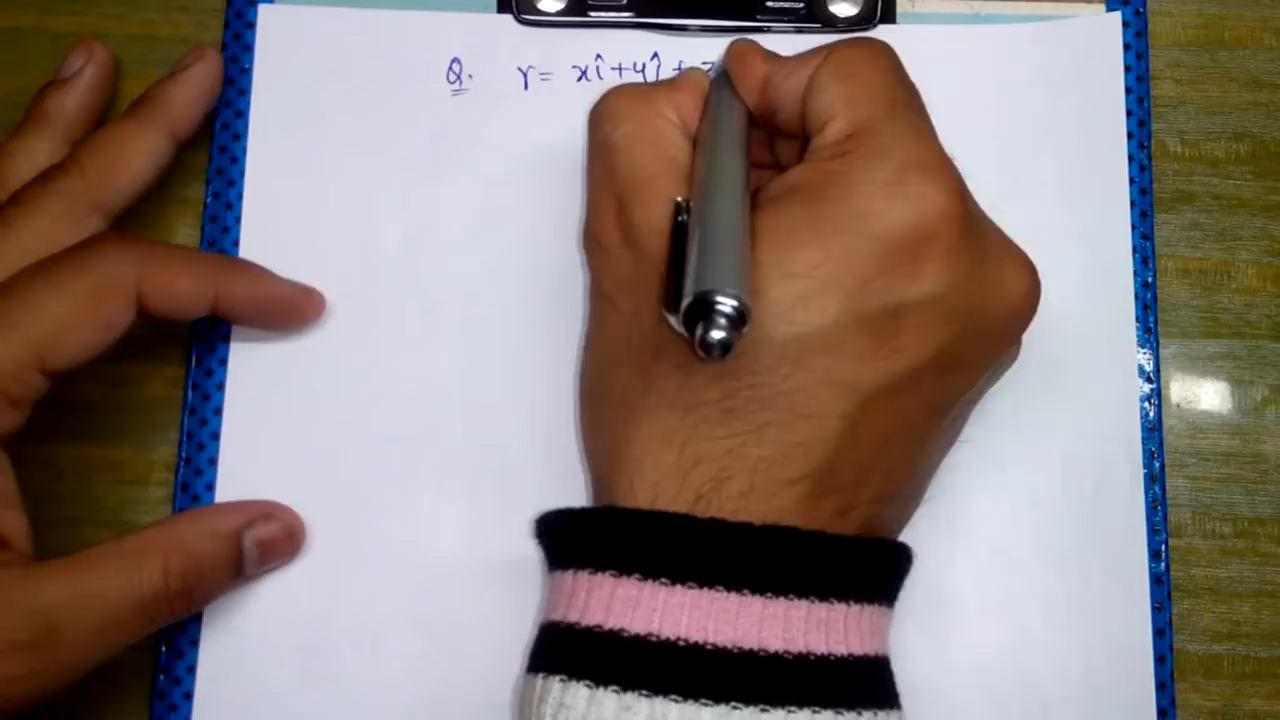 Q. r = xî + yĵ + z